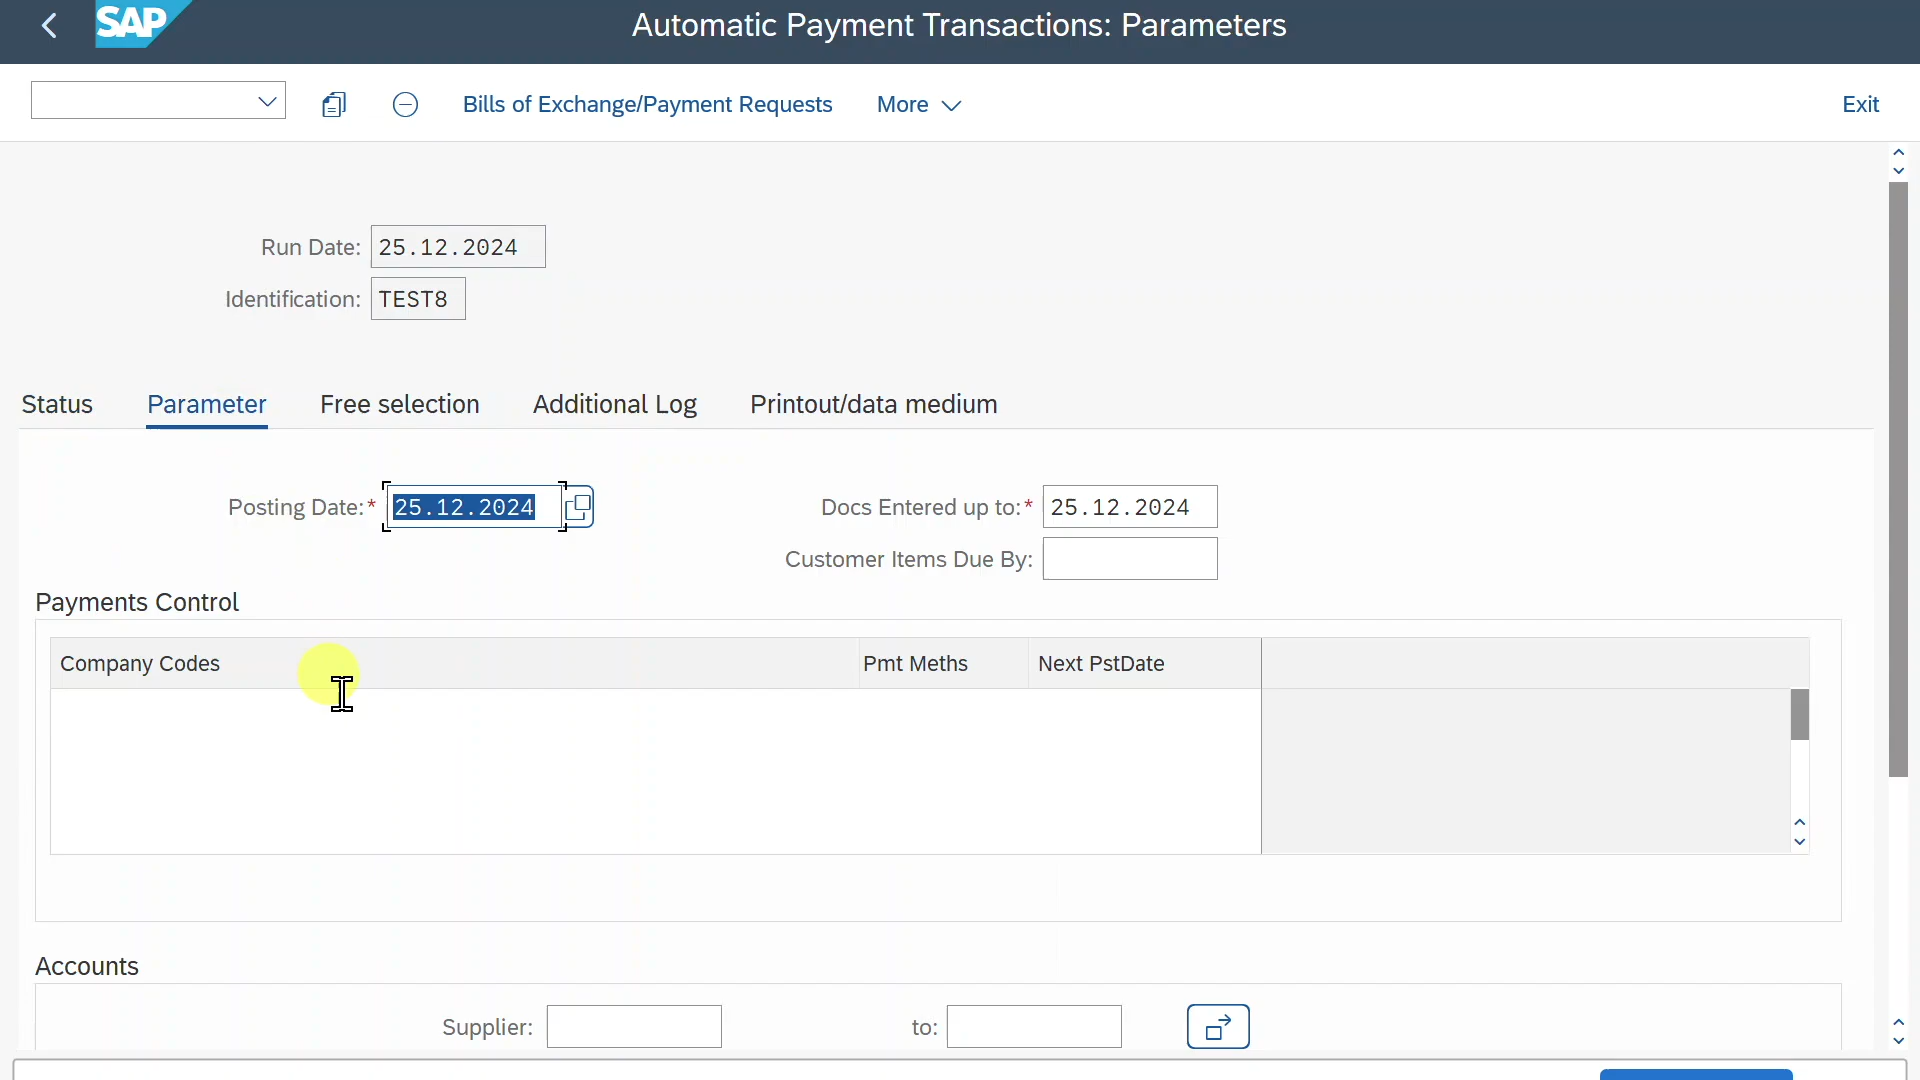 SAP
Automatic Payment Transactions: Parameters
Bills of Exchange/Payment Requests
More
Exit
Run Date: 25.12.2024
Identification: TEST8
Status
Parameter
Free selection
Additional Log
Printout/data medium
Posting Date:* 25.12.2024
Docs Entered up to:* 25.12.2024
Customer Items Due By:
Payments Control
Company Codes
Pmt Meths
Next PstDate
Accounts
Supplier:
to: